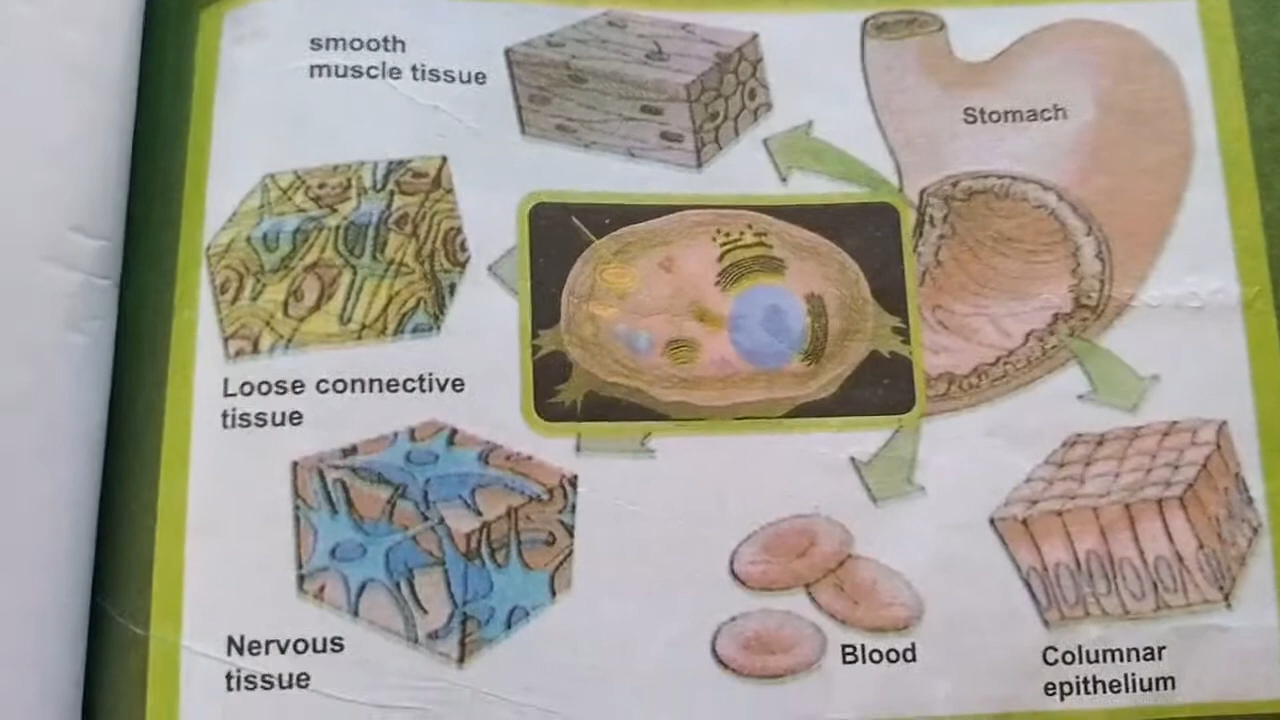 smooth
muscle tissue
Stomach
Loose connective
tissue
Nervous
tissue
Blood
Columnar
epithelium